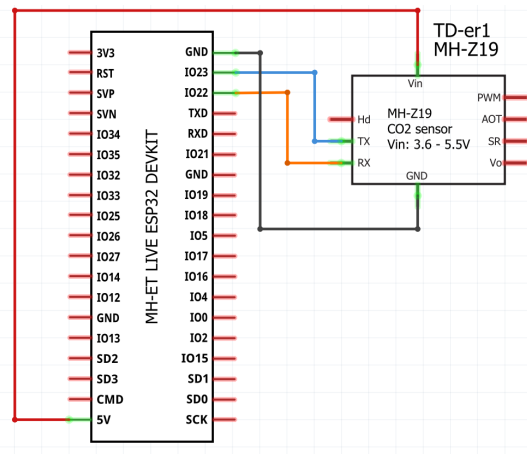 TD-er1
MH-Z19
3V3
RST
SVP
SVN
IO34
IO35
IO32
IO33
IO25
IO26
IO27
IO14
IO12
GND
IO13
SD2
SD3
CMD
5V
MH-ET LIVE ESP32 DEVKIT
GND
IO23
IO22
TXD
RXD
IO21
GND
IO19
IO18
IO5
IO17
IO16
IO4
IO0
IO2
IO15
SD1
SD0
SCK
Vin
Hd
TX
RX
MH-Z19
CO2 sensor
Vin: 3.6 - 5.5V
PWM
AOT
SR
Vo
GND